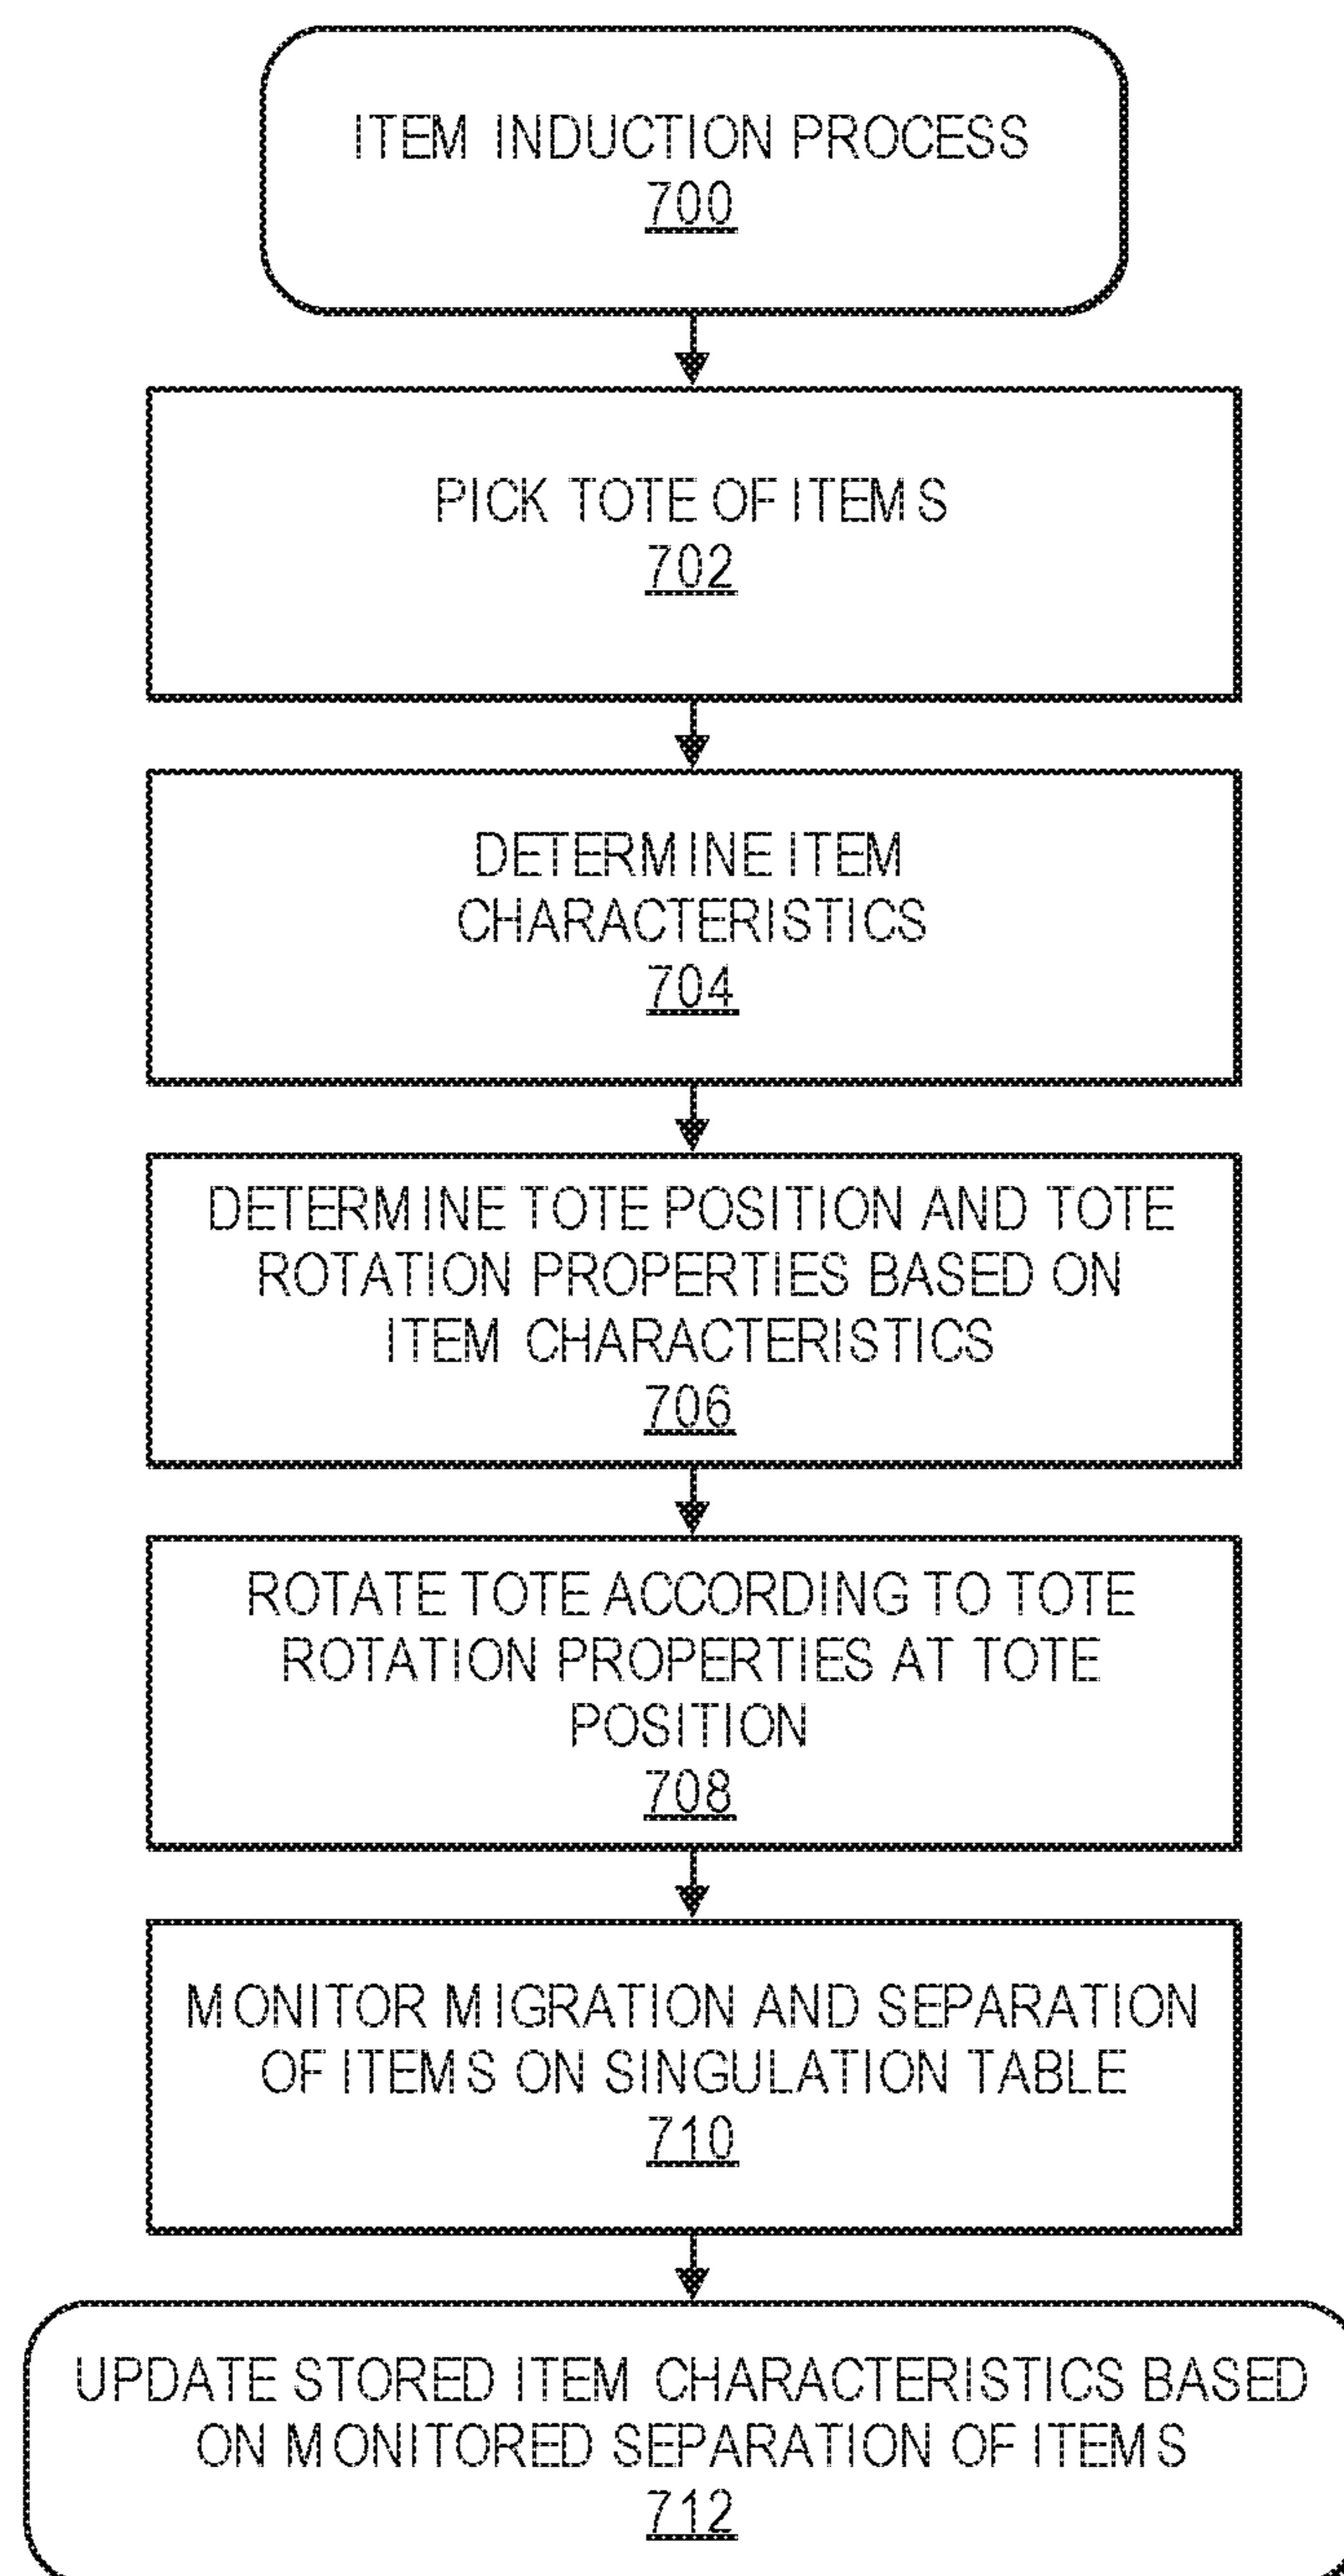 ITEM INDUCTION PROCESS
700
PICK TOTE OF ITEMS
702
DETERMINE ITEM
CHARACTERISTICS
704
DETERMINE TOTE POSITION AND TOTE
ROTATION PROPERTIES BASED ON
ITEM CHARACTERISTICS
706
ROTATE TOTE ACCORDING TO TOTE
ROTATION PROPERTIES AT TOTE
POSITION
708
MONITOR MIGRATION AND SEPARATION
OF ITEMS ON SINGULATION TABLE
710
UPDATE STORED ITEM CHARACTERISTICS BASED
ON MONITORED SEPARATION OF ITEMS
712